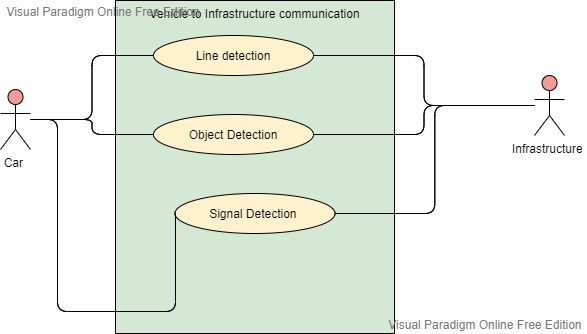 Visual Paradigm Online Free Edition
Vehicle to Infrastructure communication
Line detection
Object Detection
Car
Infrastructure
Signal Detection
Visual Paradigm Online Free Edition